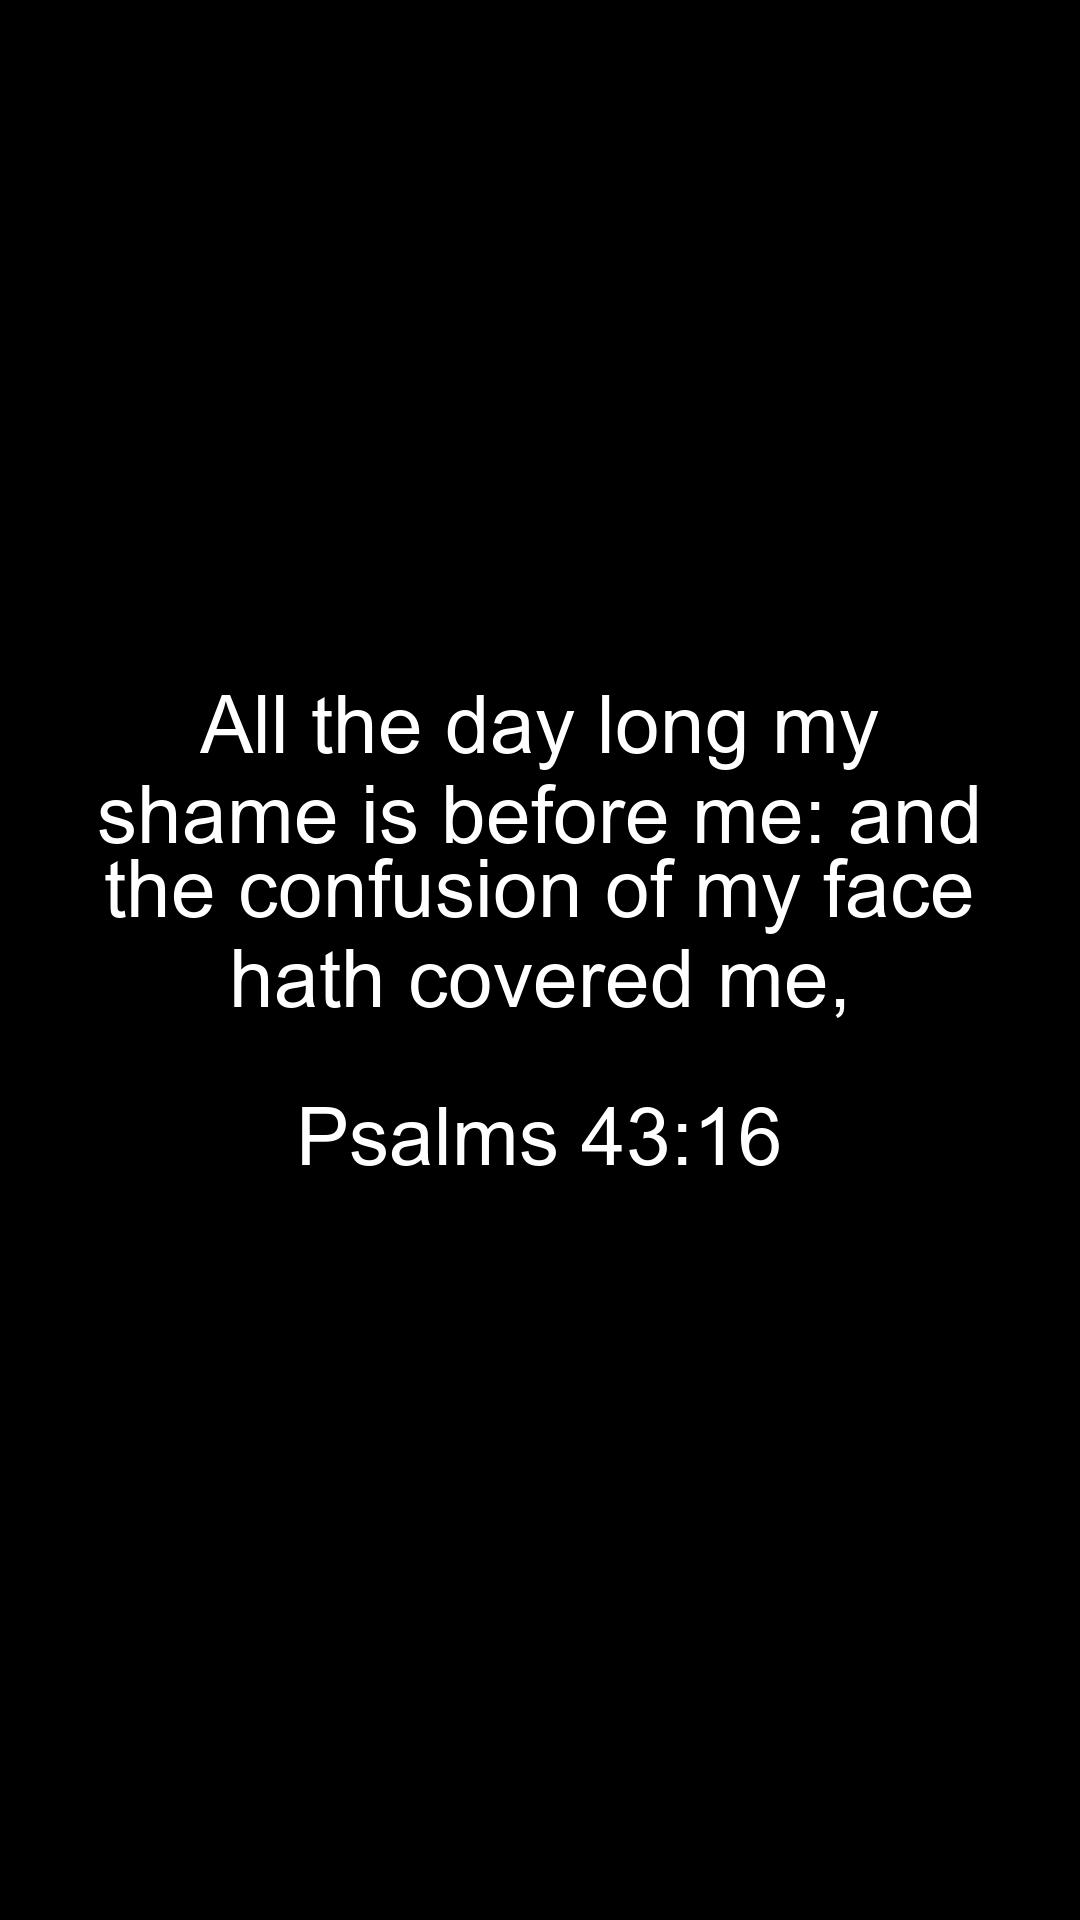 All the day long my
shame is before me: and
the confusion of my face
hath covered me,
Psalms 43:16